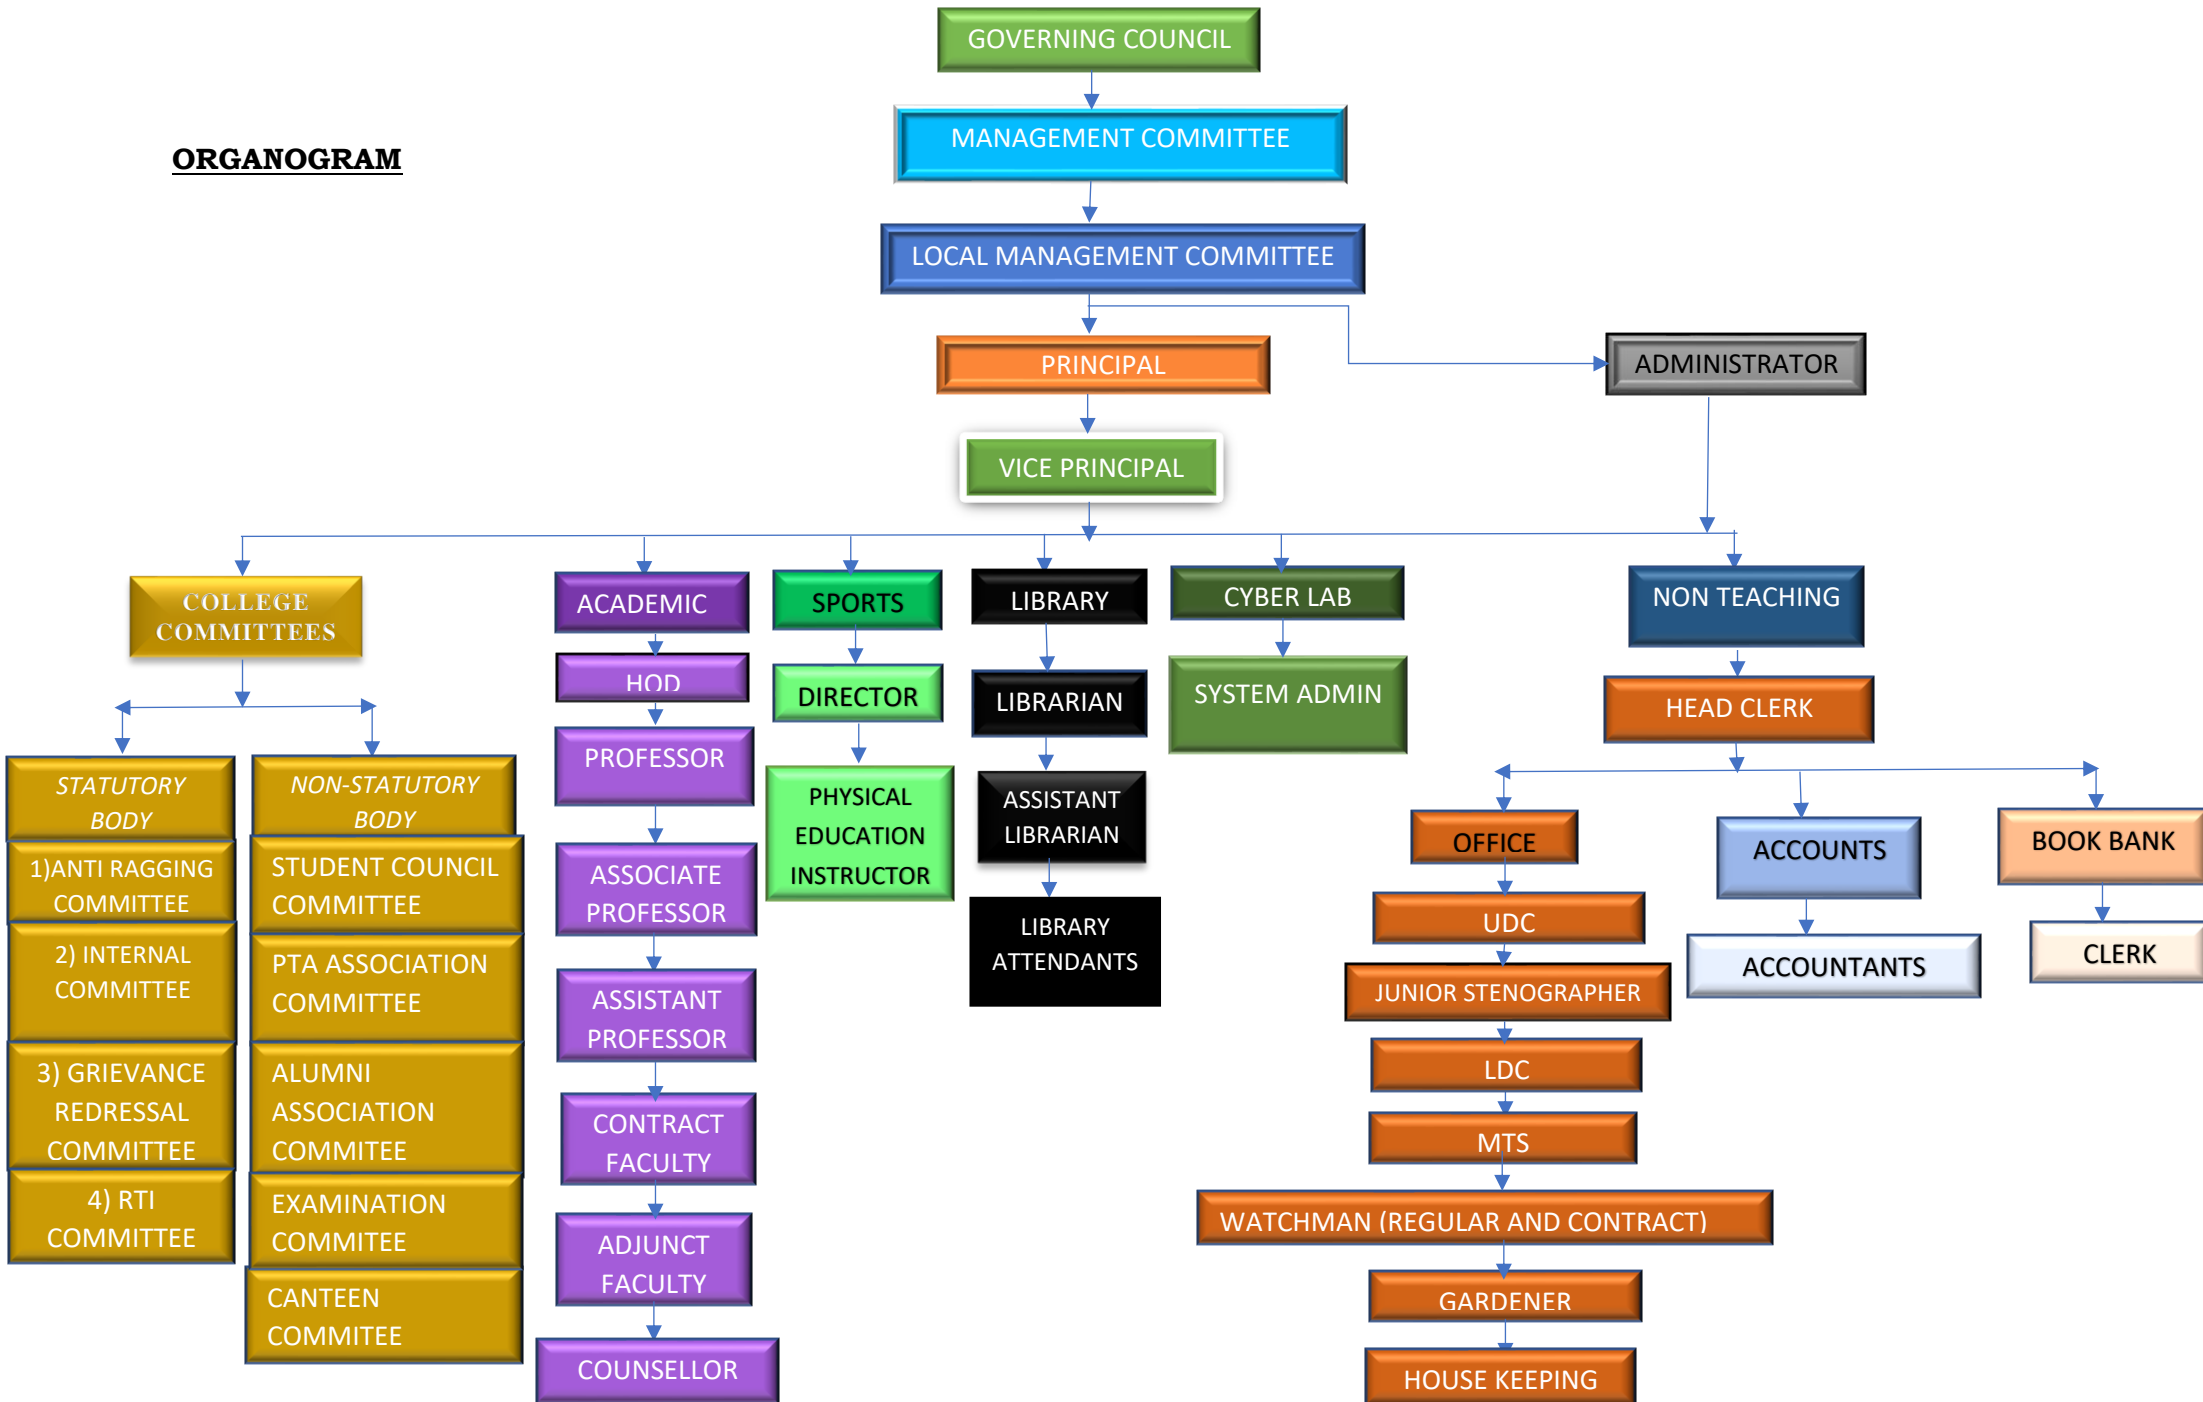 GOVERNING COUNCIL
MANAGEMENT COMMITTEE
ORGANOGRAM
LOCAL MANAGEMENT COMMITTEE
PRINCIPAL
ADMINISTRATOR
VICE PRINCIPAL
COLLEGE
COMMITTEES
STATUTORY
BODY
1)ANTI RAGGING
COMMITTEE
2) INTERNAL
COMMITTEE
3) GRIEVANCE
REDRESSAL
COMMITTEE
4) RTI
COMMITTEE
NON-STATUTORY
BODY
STUDENT COUNCIL
COMMITTEE
PTA ASSOCIATION
COMMITTEE
ALUMNI
ASSOCIATION
COMMITEE
EXAMINATION
COMMITEE
CANTEEN
COMMITEE
ACADEMIC
HOD
PROFESSOR
ASSOCIATE
PROFESSOR
ASSISTANT
PROFESSOR
CONTRACT
FACULTY
ADJUNCT
FACULTY
COUNSELLOR
SPORTS
DIRECTOR
PHYSICAL
EDUCATION
INSTRUCTOR
LIBRARY
LIBRARIAN
ASSISTANT
LIBRARIAN
LIBRARY
ATTENDANTS
CYBER LAB
SYSTEM ADMIN
NON TEACHING
HEAD CLERK
OFFICE
UDC
JUNIOR STENOGRAPHER
LDC
MTS
WATCHMAN (REGULAR AND CONTRACT)
GARDENER
HOUSE KEEPING
ACCOUNTS
ACCOUNTANTS
BOOK BANK
CLERK